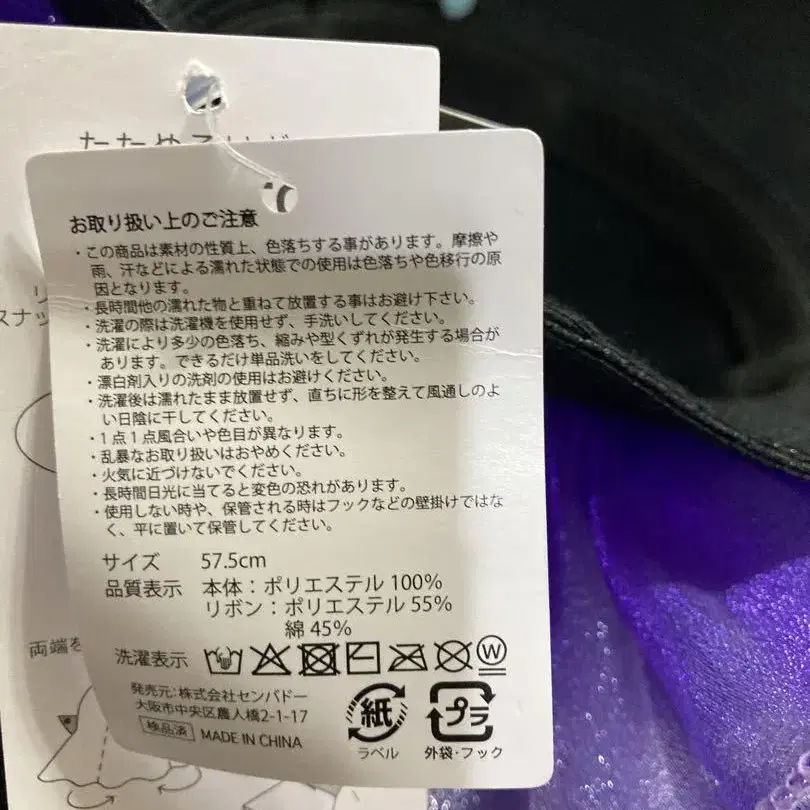 お取り扱い上のご注意
・この商品は素材の性質上、色落ちする事があります。摩擦や
雨、汗などによる濡れた状態での使用は色落ちや色移行の原
因となります。
・長時間他の濡れた物と重ねて放置する事はお避け下さい。
・洗濯の際は洗濯機を使用せず、手洗いしてください。
・洗濯により多少の色落ち、縮みや型くずれが発生する場合が
あります。できるだけ単品洗いをしてください。
・漂白剤入りの洗剤の使用はお避けください。
・洗濯後は濡れたまま放置せず、直ちに形を整えて風通しのよ
い日陰に干してください。
・1点1点風合いや色目が異なります。
・乱暴なお取り扱いはおやめください。
・火気に近づけないでください。
・長時間日光に当てると変色の恐れがあります。
・使用しない時や、保管される時はフックなどの壁掛けではな
く、平に置いて保管してください。
サイズ 57.5cm
品質表示 本体：ポリエステル 100%
リボン：ポリエステル 55%
綿 45%
洗濯表示
W
発売元：株式会社センバドー
大阪市中央区農人橋2-1-17
検品済 MADE IN CHINA
紙
ラベル
プラ
外袋・フック
スナッ
両端を